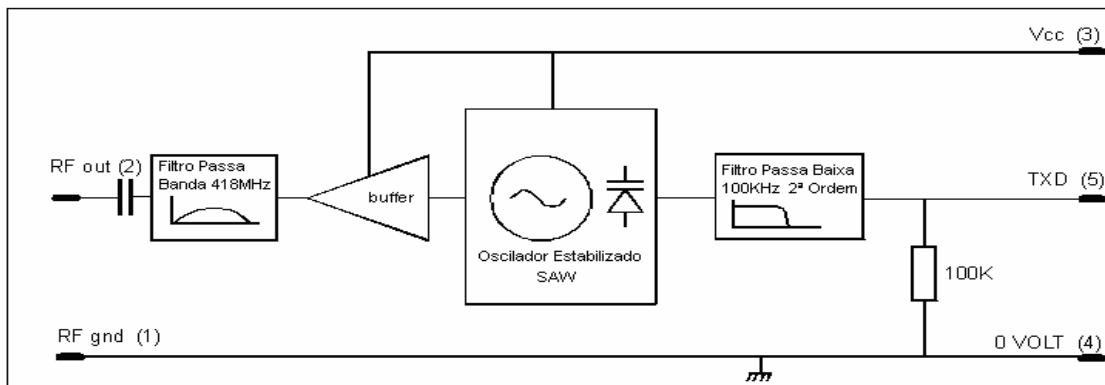 Vcc (3)
RF out (2)
Filtro Passa
Banda 418MHz
buffer
Oscilador Estabilizado
SAW
Filtro Passa Baixa
100KHz 2ª Ordem
TXD (5)
100K
RF gnd (1)
0 VOLT (4)